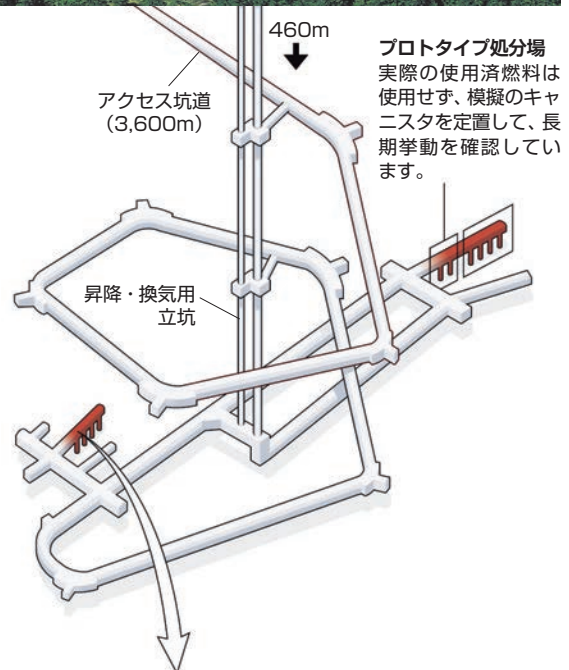 460m
アクセス坑道
（3,600m）
プロトタイプ処分場
実際の使用済燃料は
使用せず、模擬のキャ
ニスタを定置して、長
期挙動を確認してい
ます。
昇降・換気用
立坑